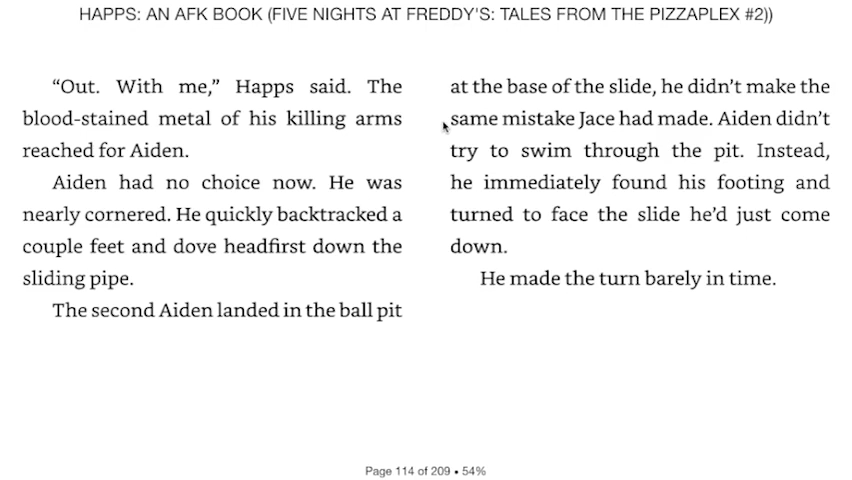 HAPPS: AN AFK BOOK (FIVE NIGHTS AT FREDDY'S: TALES FROM THE PIZZAPLEX #2))
“Out. With me,” Happs said. The
blood-stained metal of his killing arms
reached for Aiden.
Aiden had no choice now. He was
nearly cornered. He quickly backtracked a
couple feet and dove headfirst down the
sliding pipe.
The second Aiden landed in the ball pit
at the base of the slide, he didn’t make the
same mistake Jace had made. Aiden didn’t
try to swim through the pit. Instead,
he immediately found his footing and
turned to face the slide he’d just come
down.
He made the turn barely in time.
Page 114 of 209 • 54%